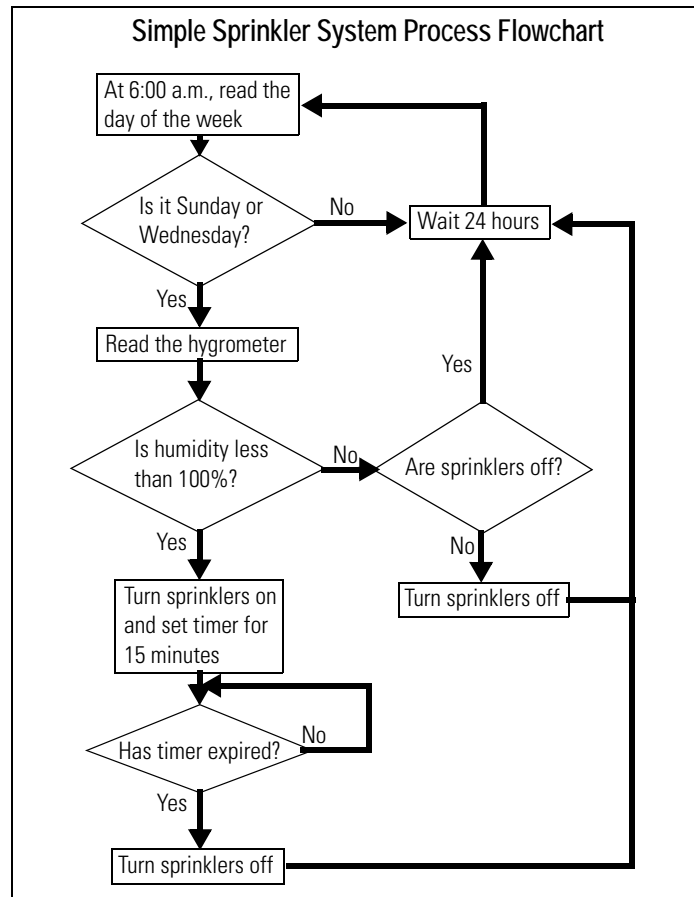 Simple Sprinkler System Process Flowchart
At 6:00 a.m., read the
day of the week
Is it Sunday or
Wednesday?
No
Wait 24 hours
Yes
Read the hygrometer
Yes
Is humidity less
than 100%?
No
Are sprinklers off?
Yes
No
Turn sprinklers on
and set timer for
15 minutes
Turn sprinklers off
Has timer expired?
No
Yes
Turn sprinklers off